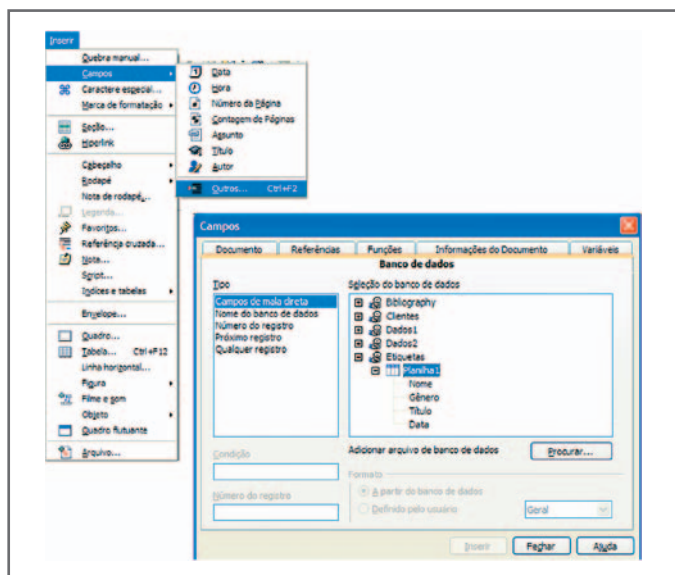 Inserir
Quebra manual...
Campos
Caractere especial...
Marca de formatação
Seção...
Hiperlink
Cabeçalho
Rodapé
Nota de rodapé...
Legenda...
Favoritos...
Referência cruzada...
Nota...
Script...
Índices e tabelas
Envelope...
Quadro...
Tabela... Ctrl+F12
Linha horizontal...
Figura
Filme e som
Objeto
Quadro flutuante
Arquivo...
Data
Hora
Número da Página
Contagem de Páginas
Assunto
Título
Autor
Outros... Ctrl+F2
Campos
Documento Referências Funções Informações do Documento Variáveis
Banco de dados
Tipo
Campos de mala direta
Nome do banco de dados
Número do registro
Próximo registro
Qualquer registro
Seleção do banco de dados
Bibliography
Clientes
Dados1
Dados2
Etiquetas
Planilha1
Nome
Gênero
Título
Data
Condição
Número do registro
Adicionar arquivo de banco de dados Procurar...
Formato
A partir do banco de dados
Definido pelo usuário Geral
Inserir Fechar Ajuda